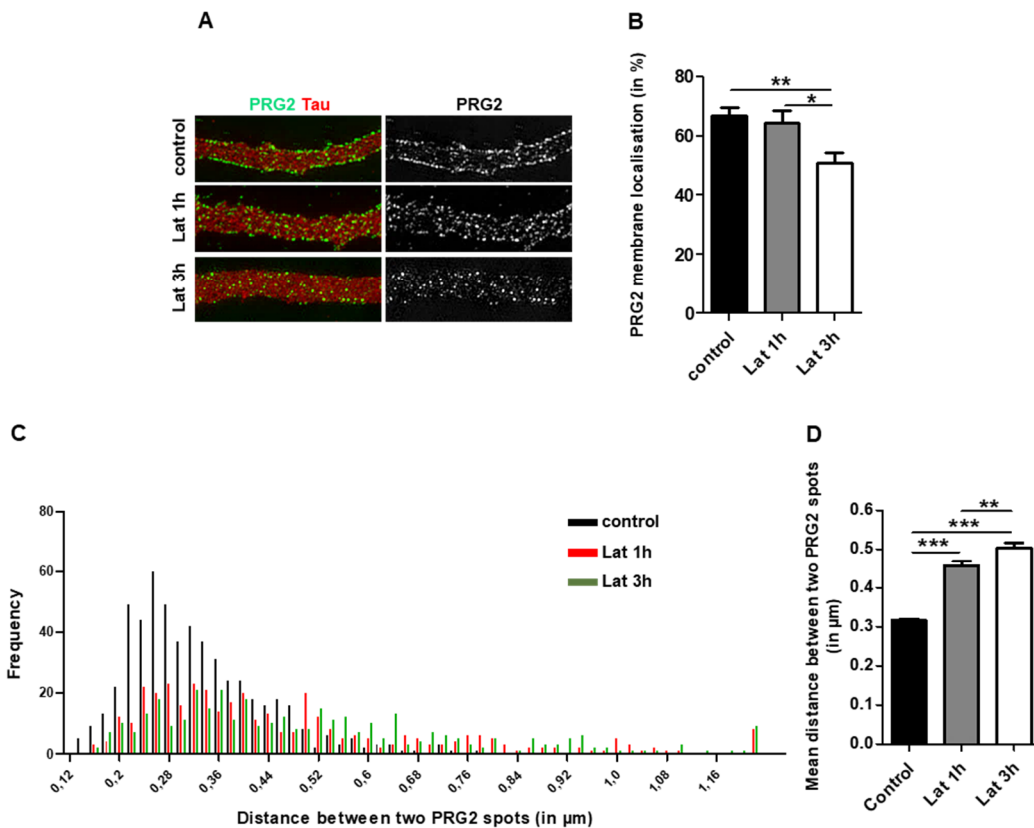 A
PRG2 Tau
PRG2
control
Lat 1h
Lat 3h
B
PRG2 membrane localisation (in %)
80
60
40
20
0
**
*
control
Lat 1h
Lat 3h
C
Frequency
80
60
40
20
0
control
Lat 1h
Lat 3h
0,12
0,2
0,28
0,36
0,44
0,52
0,6
0,68
0,76
0,84
0,92
1,0
1,08
1,16
Distance between two PRG2 spots (in µm)
D
Mean distance between two PRG2 spots
(in µm)
0.6
0.5
0.4
0.3
0.2
0.1
0.0
**
***
***
Control
Lat 1h
Lat 3h